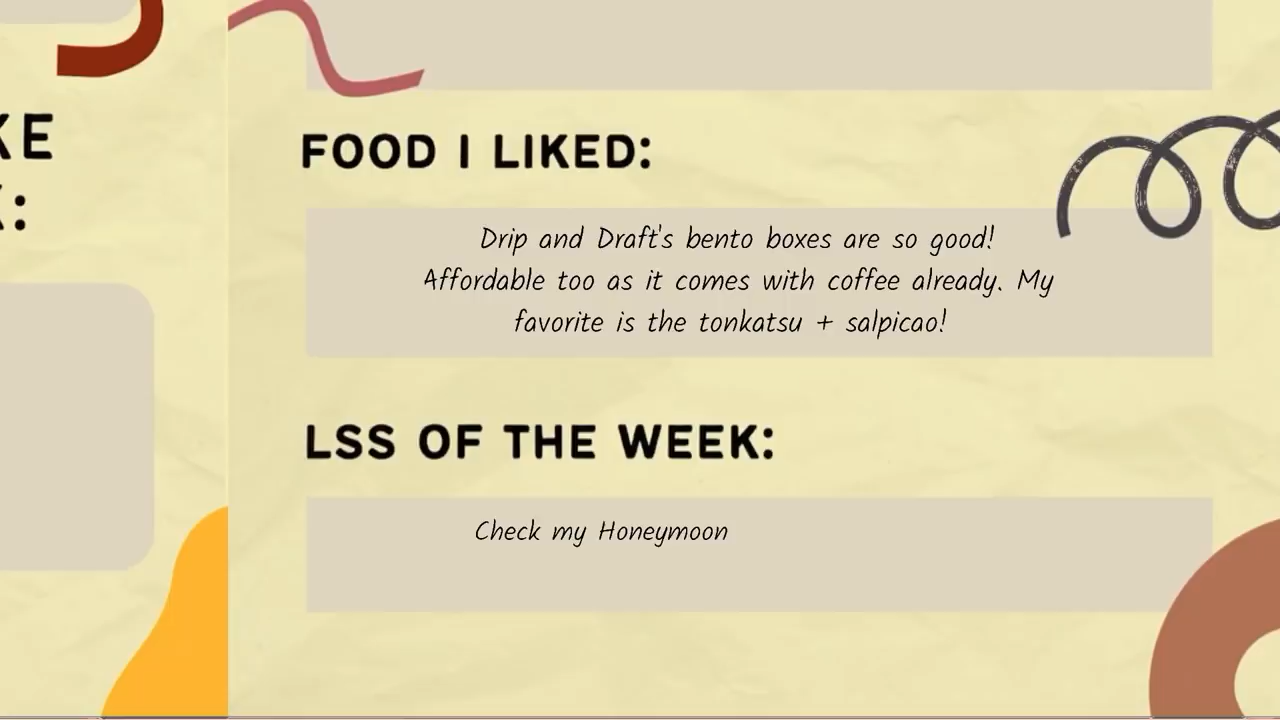 KE
K:
FOOD I LIKED:
Drip and Draft's bento boxes are so good!
Affordable too as it comes with coffee already. My
favorite is the tonkatsu + salpicao!
LSS OF THE WEEK:
Check my Honeymoon